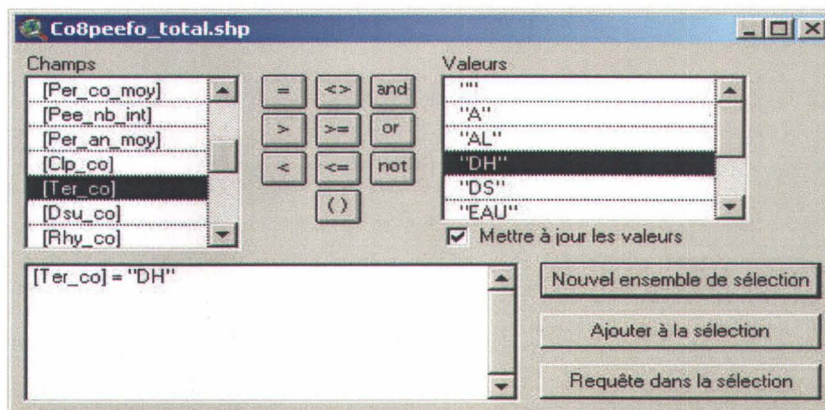 Co8peefo_total.shp
Champs
[Per_co_moy]
[Pee_nb_int]
[Per_an_moy]
[Clp_co]
[Ter_co]
[Dsu_co]
[Rhy_co]
= <> and
> >= or
< <= not
()
Valeurs
""
"A"
"AL"
"DH"
"DS"
"EAU"
Mettre à jour les valeurs
[Ter_co] = "DH"
Nouvel ensemble de sélection
Ajouter à la sélection
Requête dans la sélection